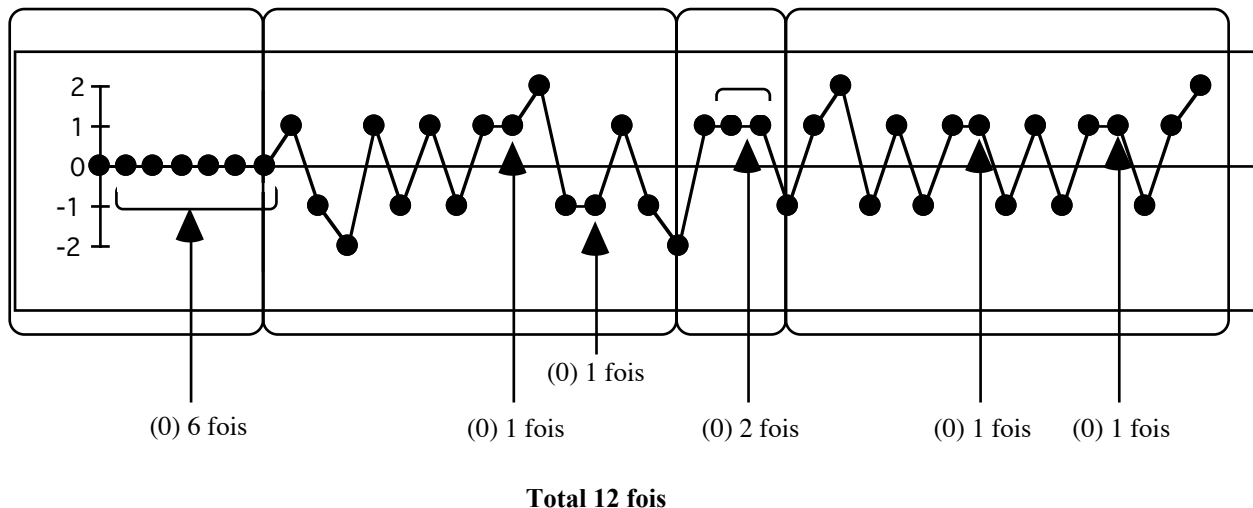 2
1
0
-1
-2
(0) 1 fois
(0) 6 fois
(0) 1 fois
(0) 2 fois
(0) 1 fois
(0) 1 fois
Total 12 fois